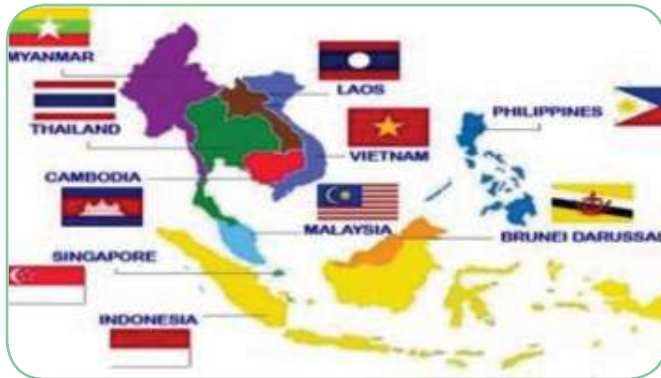 MYANMAR
LAOS
PHILIPPINES
THAILAND
VIETNAM
CAMBODIA
MALAYSIA
BRUNEI DARUSSAL
SINGAPORE
INDONESIA